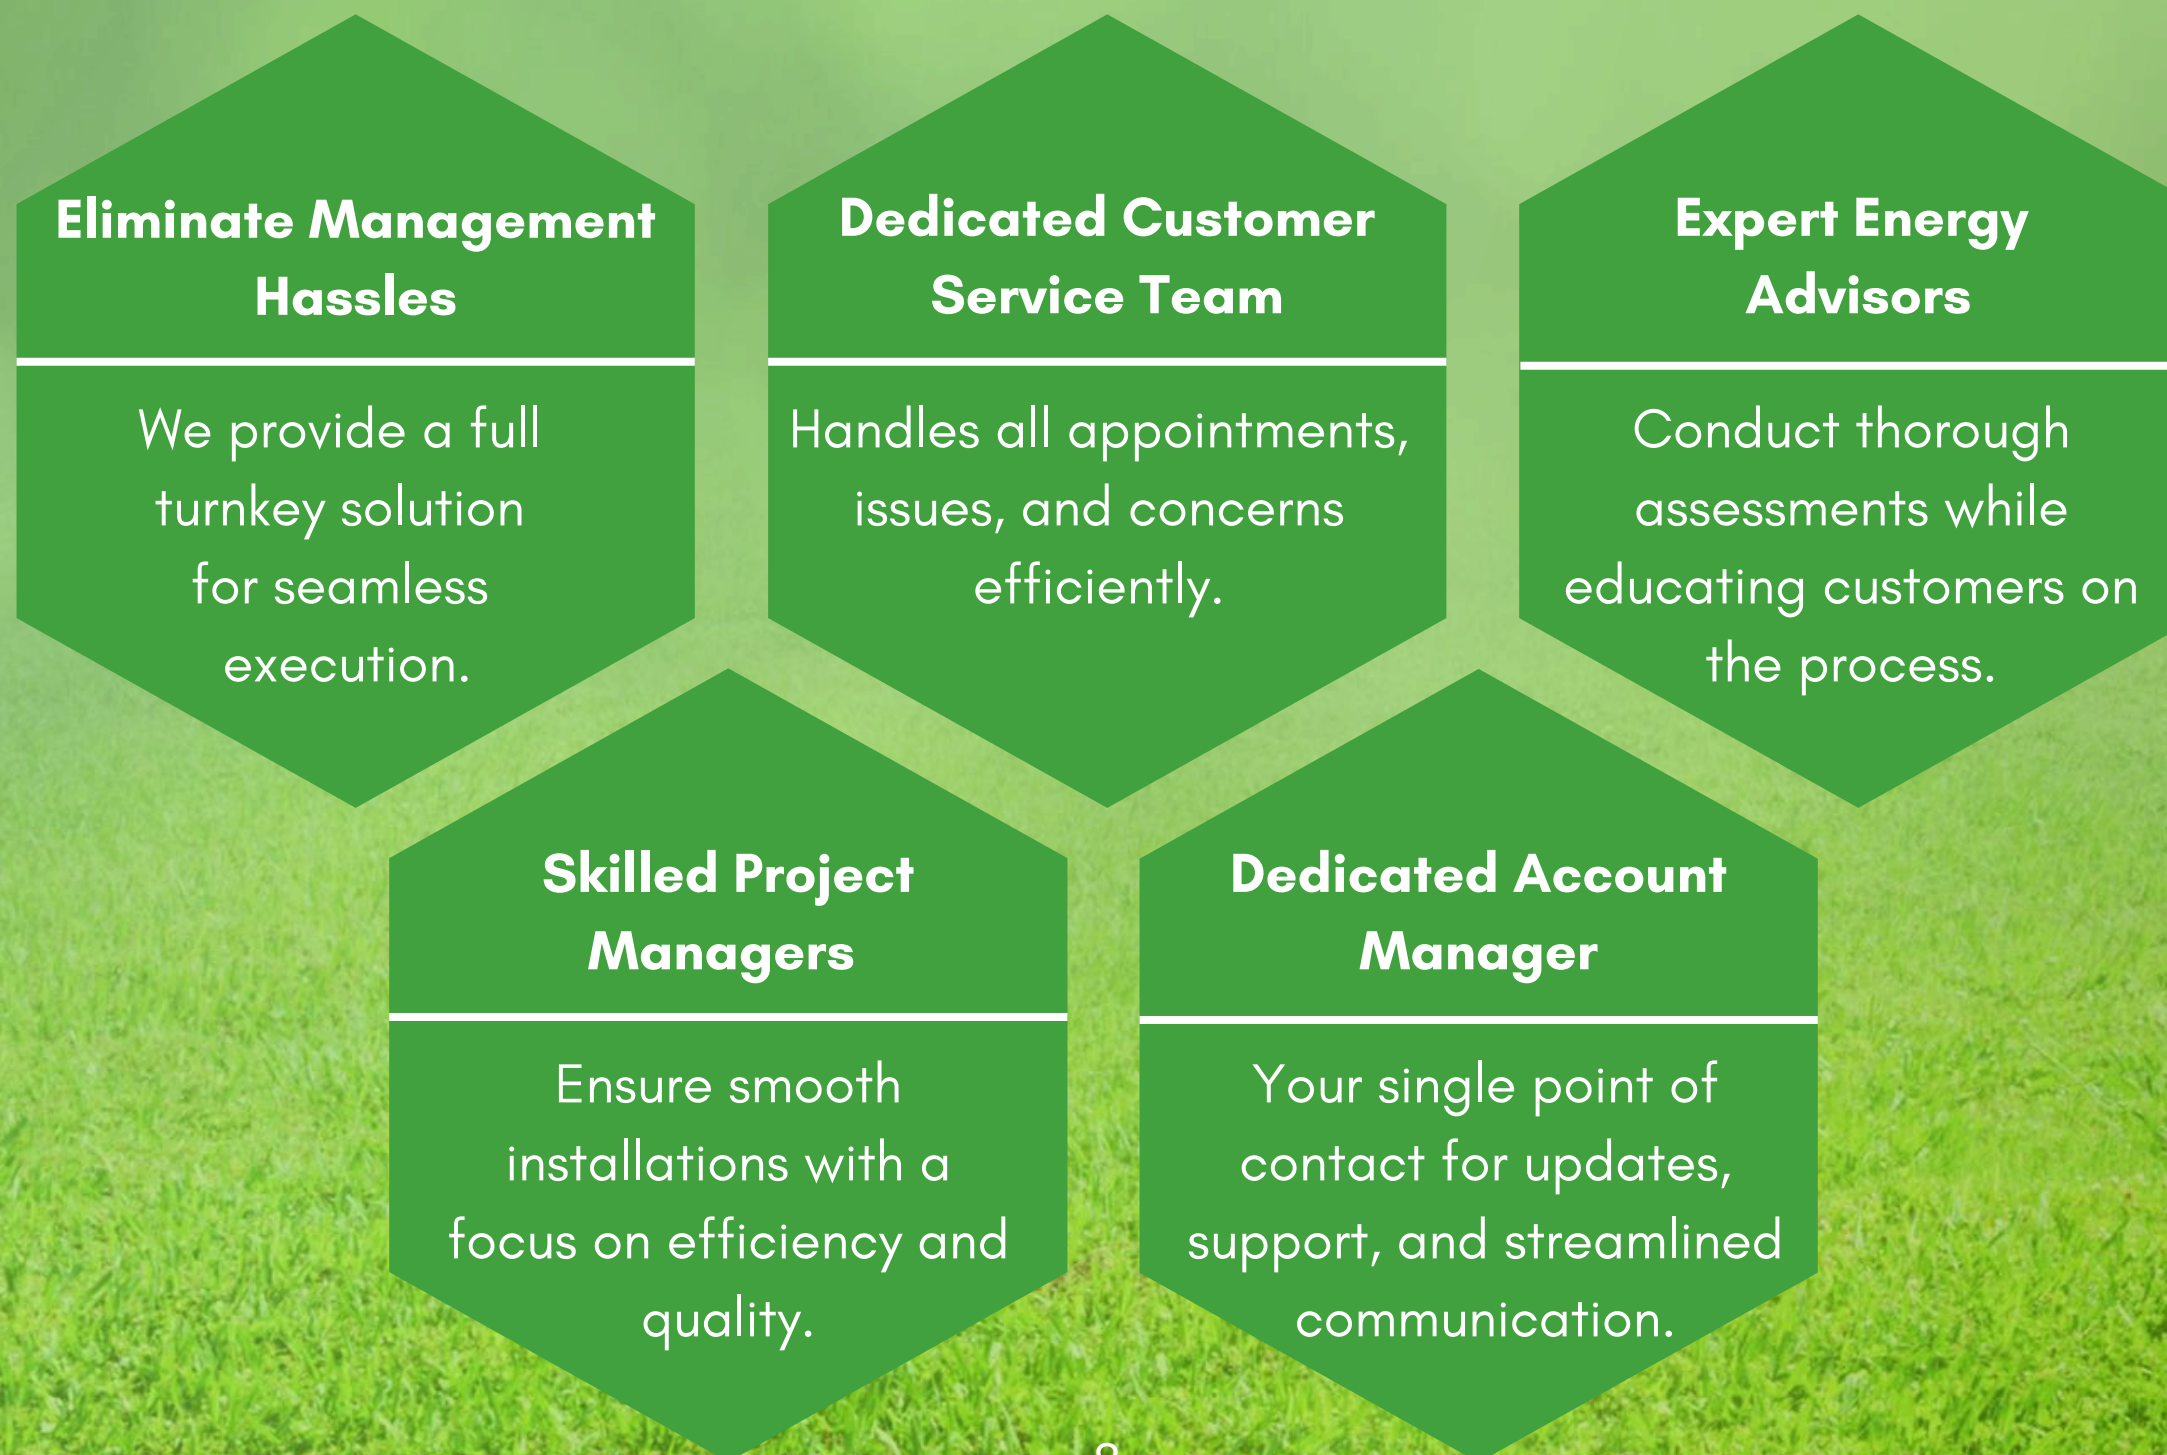 Eliminate Management
Hassles
We provide a full
turnkey solution
for seamless
execution.
Dedicated Customer
Service Team
Handles all appointments,
issues, and concerns
efficiently.
Expert Energy
Advisors
Conduct thorough
assessments while
educating customers on
the process.
Skilled Project
Managers
Ensure smooth
installations with a
focus on efficiency and
quality.
Dedicated Account
Manager
Your single point of
contact for updates,
support, and streamlined
communication.